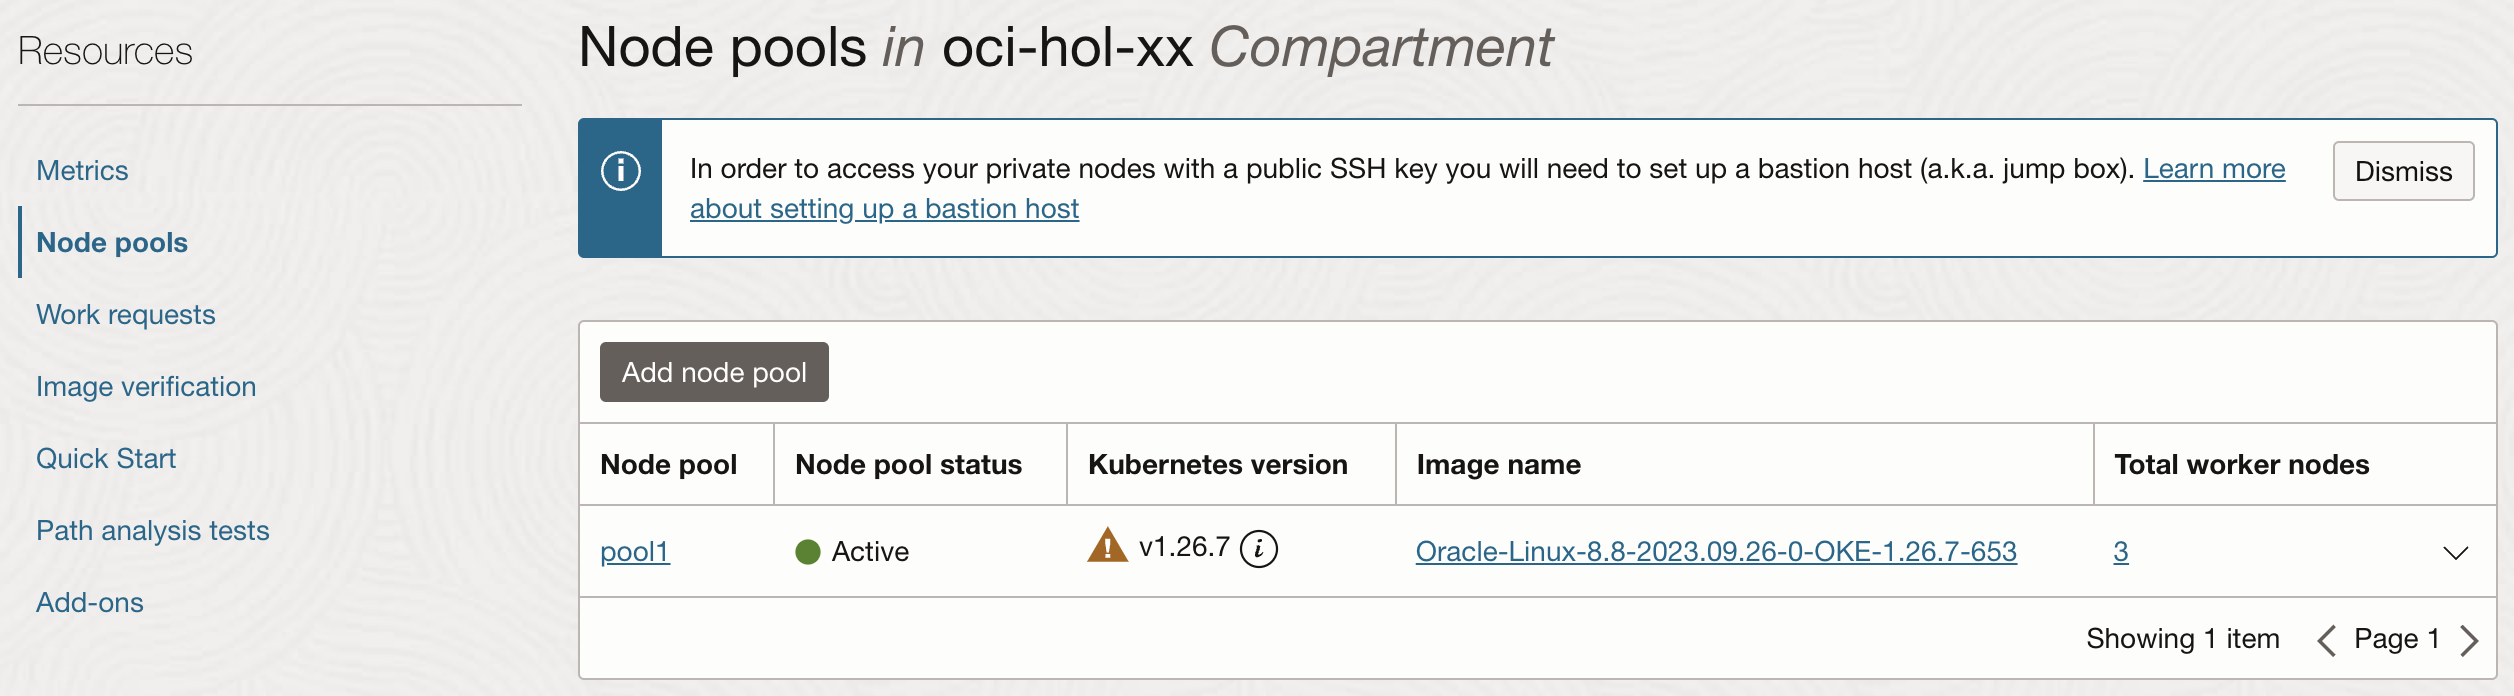 Resources
Metrics
Node pools
Work requests
Image verification
Quick Start
Path analysis tests
Add-ons
Node pools in oci-hol-xx Compartment
In order to access your private nodes with a public SSH key you will need to set up a bastion host (a.k.a. jump box). Learn more
about setting up a bastion host
Dismiss
Add node pool
Node pool Node pool status Kubernetes version Image name Total worker nodes
pool1 Active v1.26.7 Oracle-Linux-8.8-2023.09.26-0-OKE-1.26.7-653 3
Showing 1 item Page 1